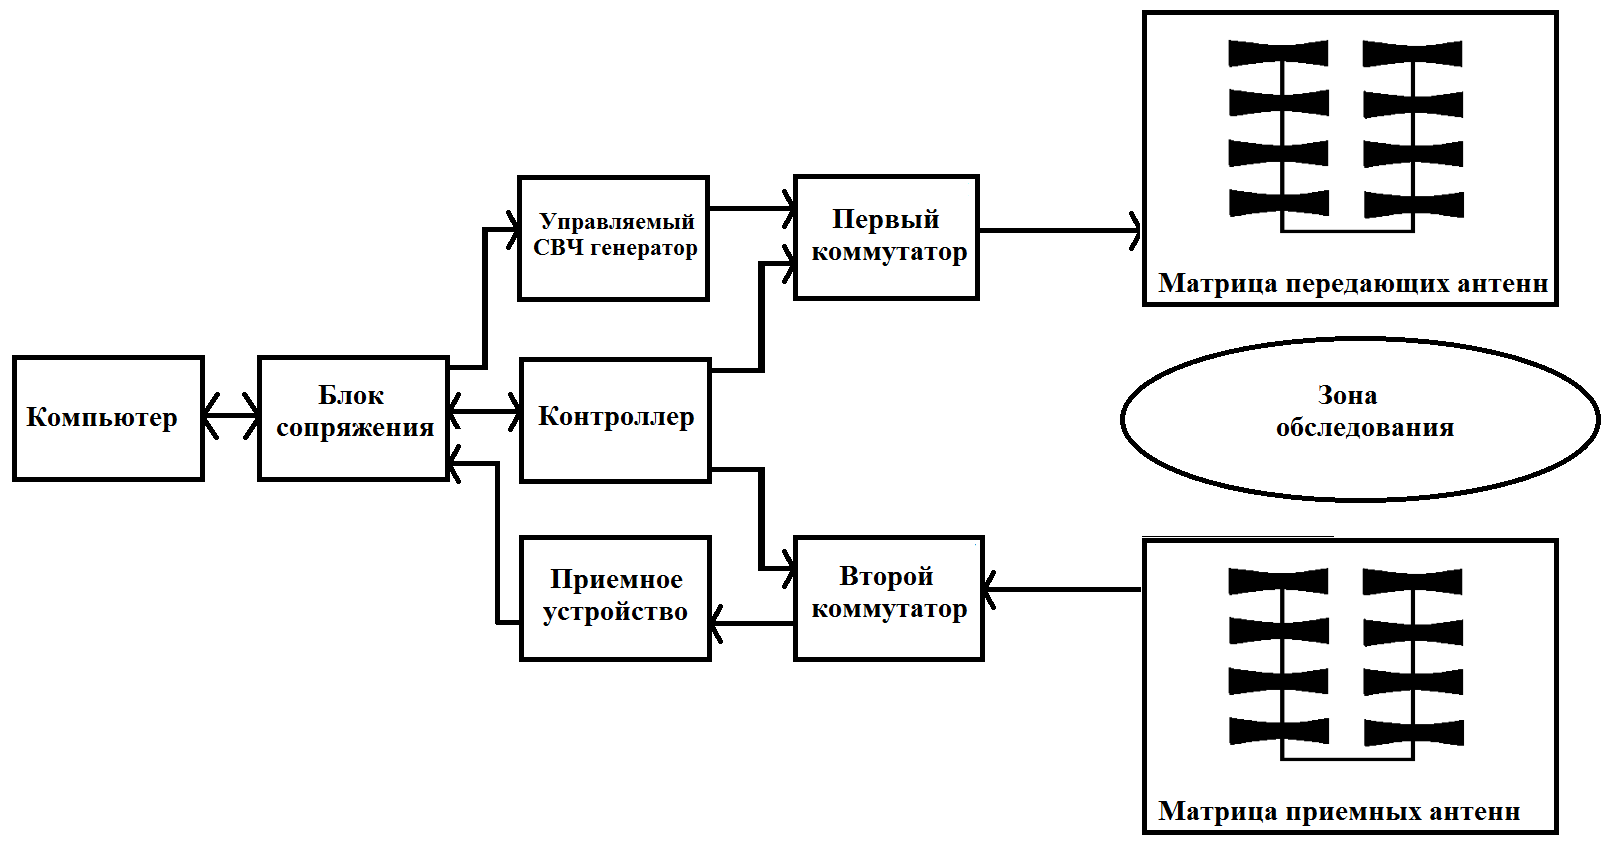 Управляемый
СВЧ генератор
Первый
коммутатор
Матрица передающих антенн
Компьютер
Блок
сопряжения
Контроллер
Зона
обследования
Приемное
устройство
Второй
коммутатор
Матрица приемных антенн